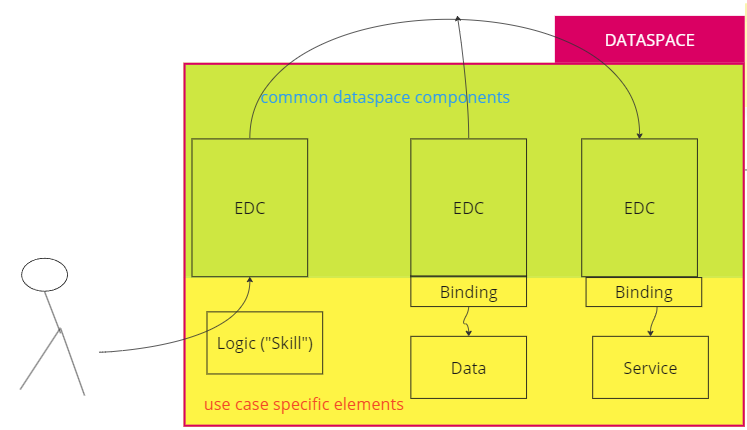 DATASPACE
common dataspace components
EDC
EDC
EDC
Binding
Binding
Logic ("Skill")
Data
Service
use case specific elements